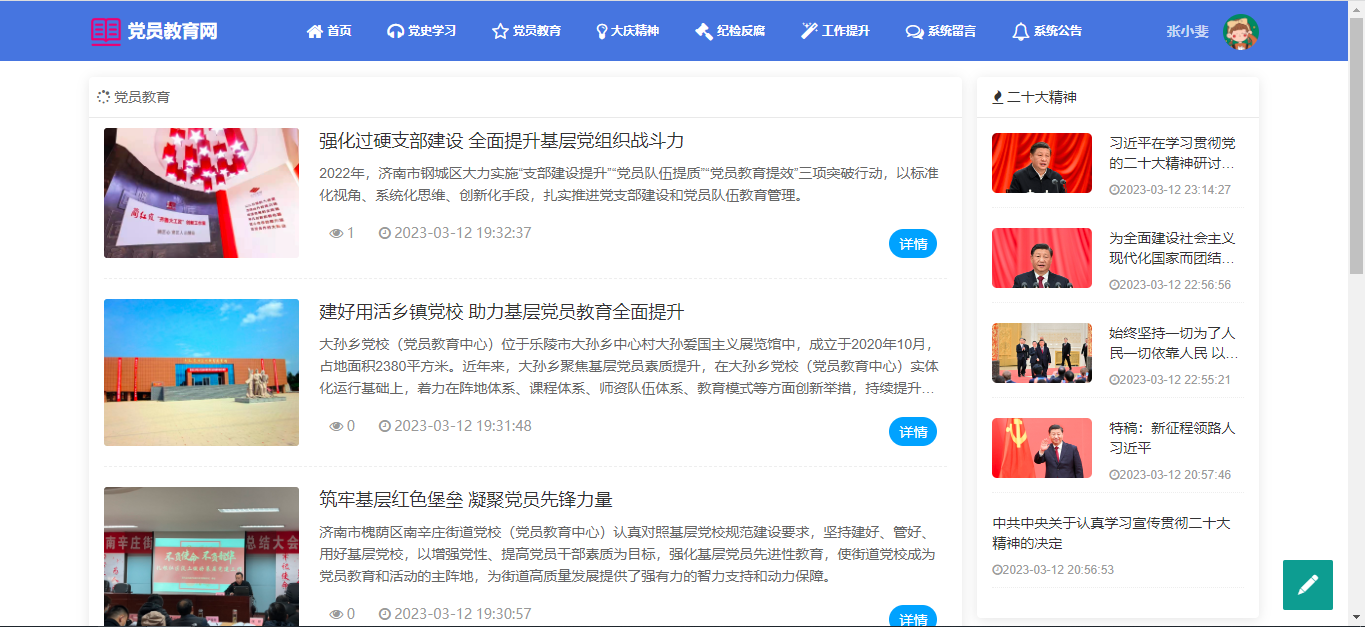 党员教育网
首页
党史学习
党员教育
大庆精神
纪检反腐
工作提升
系统留言
系统公告
张小斐
党员教育
强化过硬支部建设 全面提升基层党组织战斗力
2022年，济南市钢城区大力实施“支部建设提升”“党员队伍提质”“党员教育提效”三项突破行动，以标准
化视角、系统化思维、创新化手段，扎实推进党支部建设和党员队伍教育管理。
1
2023-03-12 19:32:37
详情
建好用活乡镇党校 助力基层党员教育全面提升
大孙乡党校（党员教育中心）位于乐陵市大孙乡中心村大孙爱国主义展览馆中，成立于2020年10月，
占地面积2380平方米。近年来，大孙乡聚焦基层党员素质提升，在大孙乡党校（党员教育中心）实体
化运行基础上，着力在阵地体系、课程体系、师资队伍体系、教育模式等方面创新举措，持续提升…
0
2023-03-12 19:31:48
详情
筑牢基层红色堡垒 凝聚党员先锋力量
济南市槐荫区南辛庄街道党校（党员教育中心）认真对照基层党校规范建设要求，坚持建好、管好、
用好基层党校，以增强党性、提高党员干部素质为目标，强化基层党员先进性教育，使街道党校成为
党员教育和活动的主阵地，为街道高质量发展提供了强有力的智力支持和动力保障。
0
2023-03-12 19:30:57
详情
南辛庄街
总结大会
二十大精神
习近平在学习贯彻党
的二十大精神研讨…
2023-03-12 23:14:27
为全面建设社会主义
现代化国家而团结…
2023-03-12 22:56:56
始终坚持一切为了人
民一切依靠人民 以…
2023-03-12 22:55:21
特稿：新征程领路人
习近平
2023-03-12 20:57:46
中共中央关于认真学习宣传贯彻二十大
精神的决定
2023-03-12 20:56:53